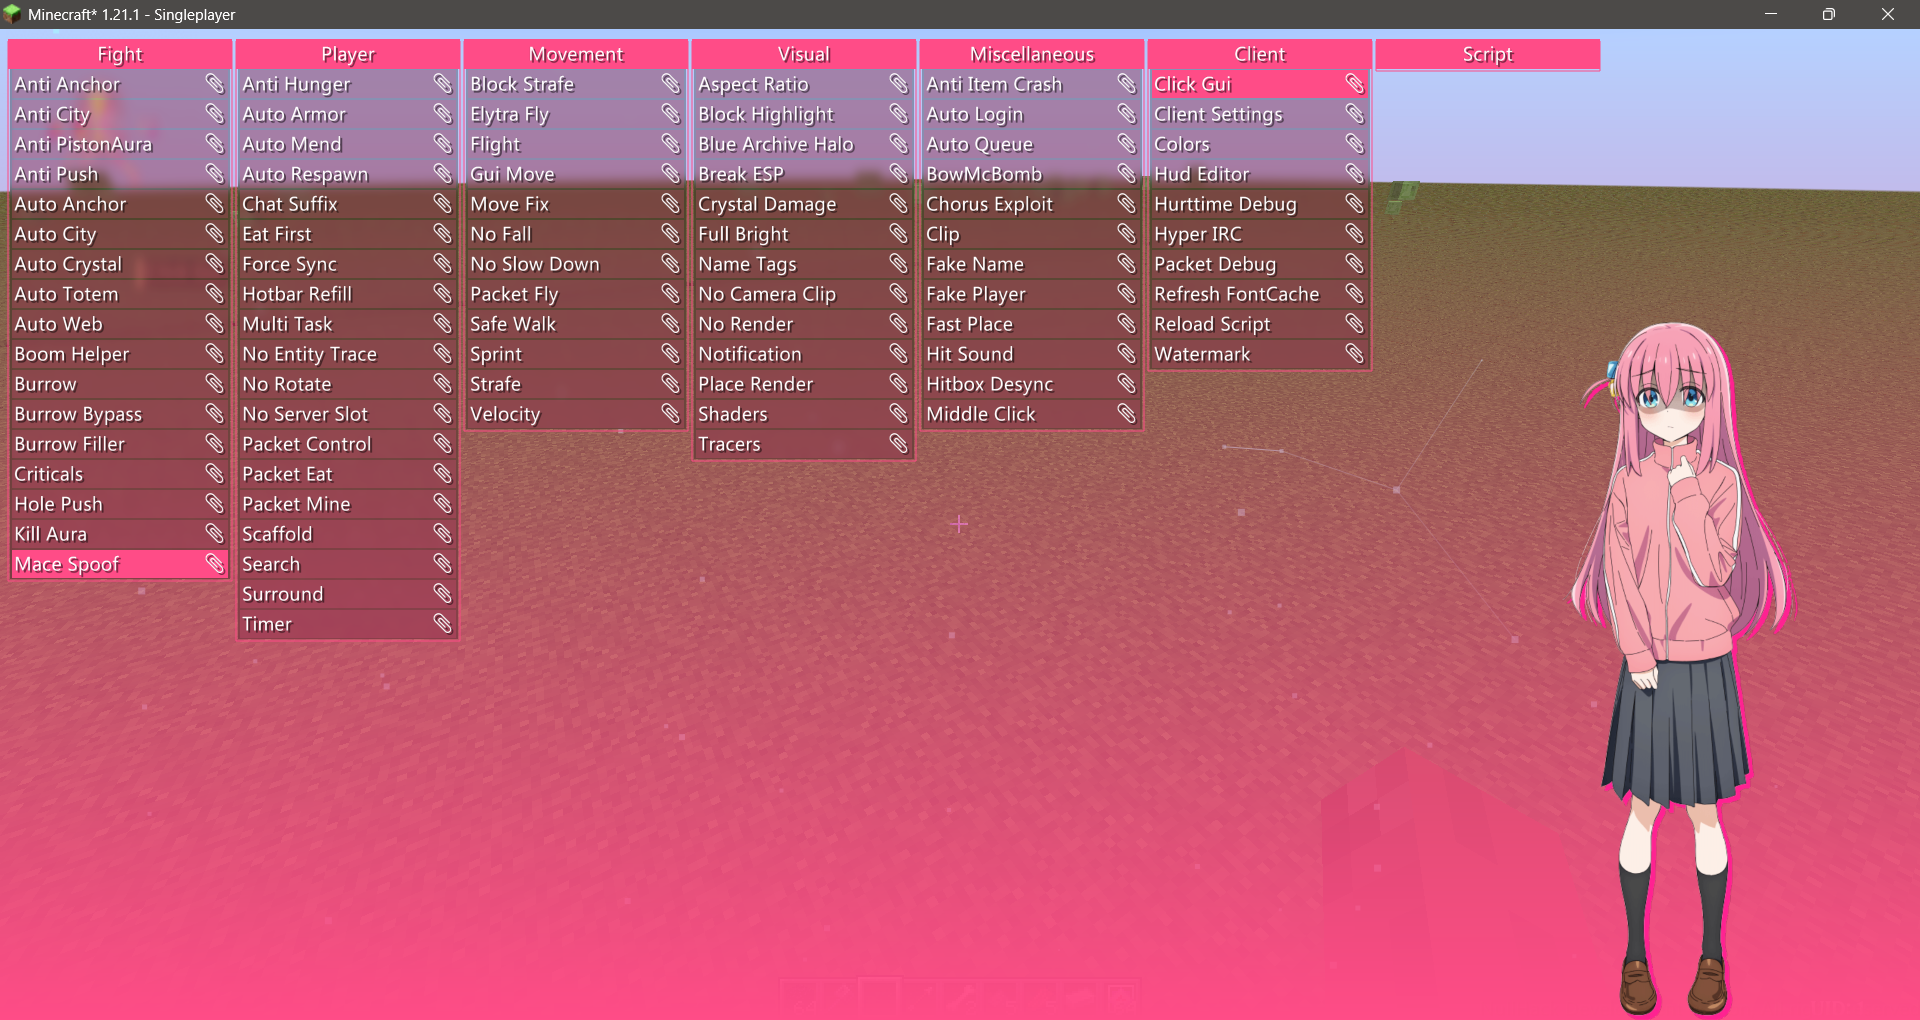 Minecraft* 1.21.1 - Singleplayer
Fight
Anti Anchor
Anti City
Anti PistonAura
Anti Push
Auto Anchor
Auto City
Auto Crystal
Auto Totem
Auto Web
Boom Helper
Burrow
Burrow Bypass
Burrow Filler
Criticals
Hole Push
Kill Aura
Mace Spoof
Player
Anti Hunger
Auto Armor
Auto Mend
Auto Respawn
Chat Suffix
Eat First
Force Sync
Hotbar Refill
Multi Task
No Entity Trace
No Rotate
No Server Slot
Packet Control
Packet Eat
Packet Mine
Scaffold
Search
Surround
Timer
Movement
Block Strafe
Elytra Fly
Flight
Gui Move
Move Fix
No Fall
No Slow Down
Packet Fly
Safe Walk
Sprint
Strafe
Velocity
Visual
Aspect Ratio
Block Highlight
Blue Archive Halo
Break ESP
Crystal Damage
Full Bright
Name Tags
No Camera Clip
No Render
Notification
Place Render
Shaders
Tracers
Miscellaneous
Anti Item Crash
Auto Login
Auto Queue
BowMcBomb
Chorus Exploit
Clip
Fake Name
Fake Player
Fast Place
Hit Sound
Hitbox Desync
Middle Click
Client
Click Gui
Client Settings
Colors
Hud Editor
Hurttime Debug
Hyper IRC
Packet Debug
Refresh FontCache
Reload Script
Watermark
Script